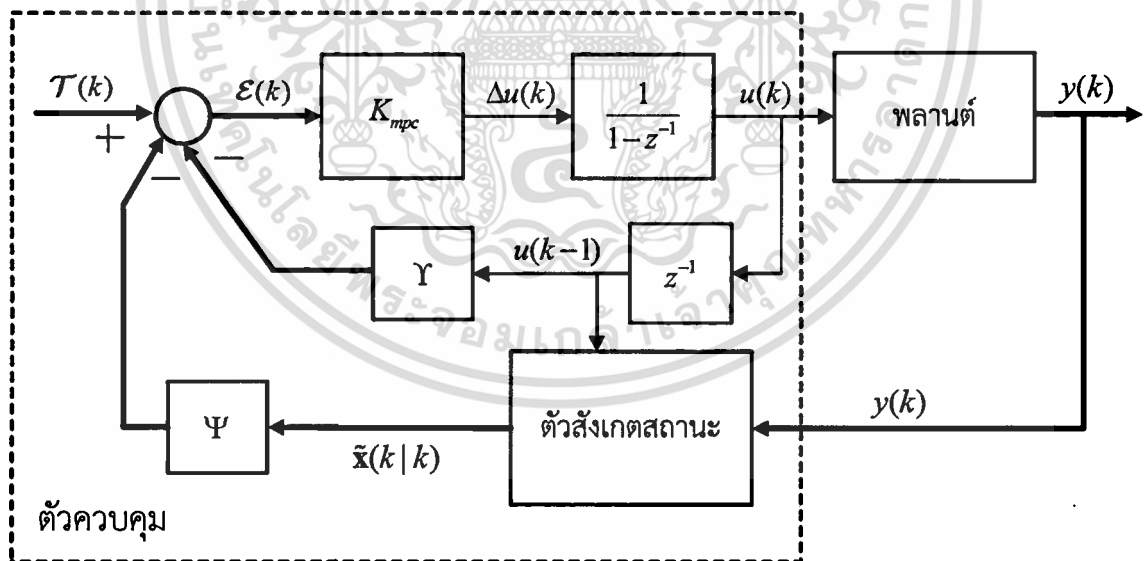 𝒯(k)
+
−
−
ℰ(k)
K_mpc
Δu(k)
1
1 − z⁻¹
u(k)
พลานต์
y(k)
ϒ
u(k−1)
z⁻¹
Ψ
x̃(k | k)
ตัวสังเกตสถานะ
y(k)
ตัวควบคุม